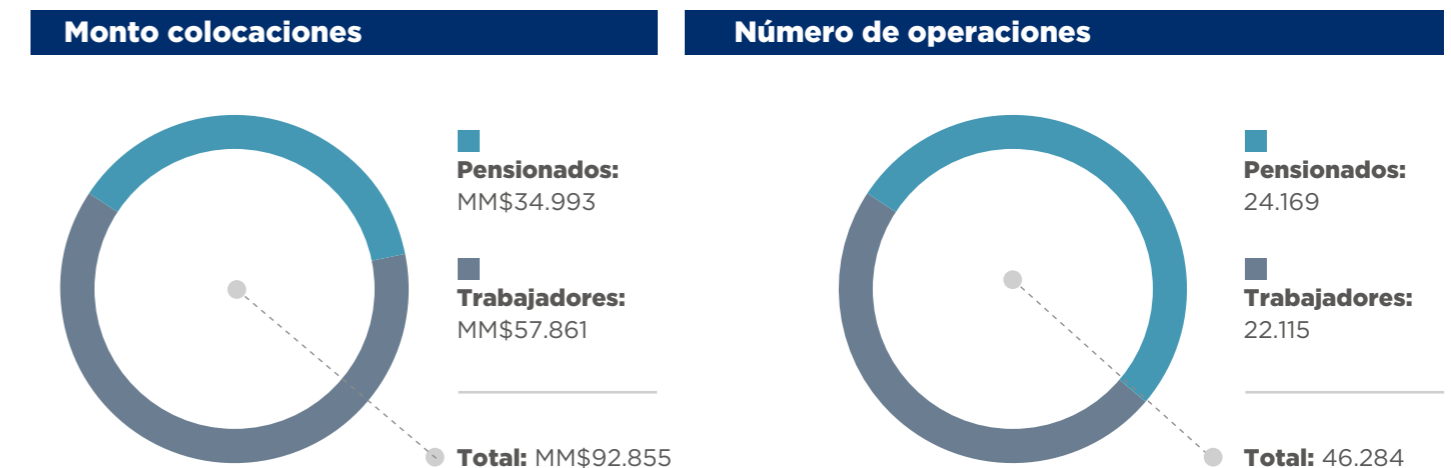 Monto colocaciones
Pensionados:
MM$34.993
Trabajadores:
MM$57.861
Total: MM$92.855
Número de operaciones
Pensionados:
24.169
Trabajadores:
22.115
Total: 46.284